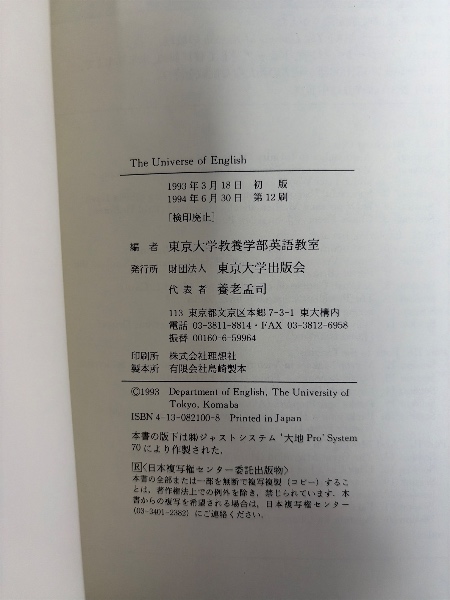 The Universe of English
1993年3月18日 初版
1994年6月30日 第12刷
［検印廃止］
編者 東京大学教養学部英語教室
発行所 財団法人 東京大学出版会
代表者 養老孟司
113 東京都文京区本郷7-3-1 東大構内
電話 03-3811-8814・FAX 03-3812-6958
振替 00160-6-59964
印刷所 株式会社理想社
製本所 有限会社島崎製本
©1993 Department of English, The University of
Tokyo, Komaba
ISBN 4-13-082100-8 Printed in Japan
本書の版下は㈱ジャストシステム‘大地 Pro’System
70により作製された.
R〈日本複写権センター委託出版物〉
本書の全部または一部を無断で複写複製（コピー）するこ
とは，著作権法上での例外を除き，禁じられています．本
書からの複写を希望される場合は，日本複写権センター
(03-3401-2382)にご連絡ください．